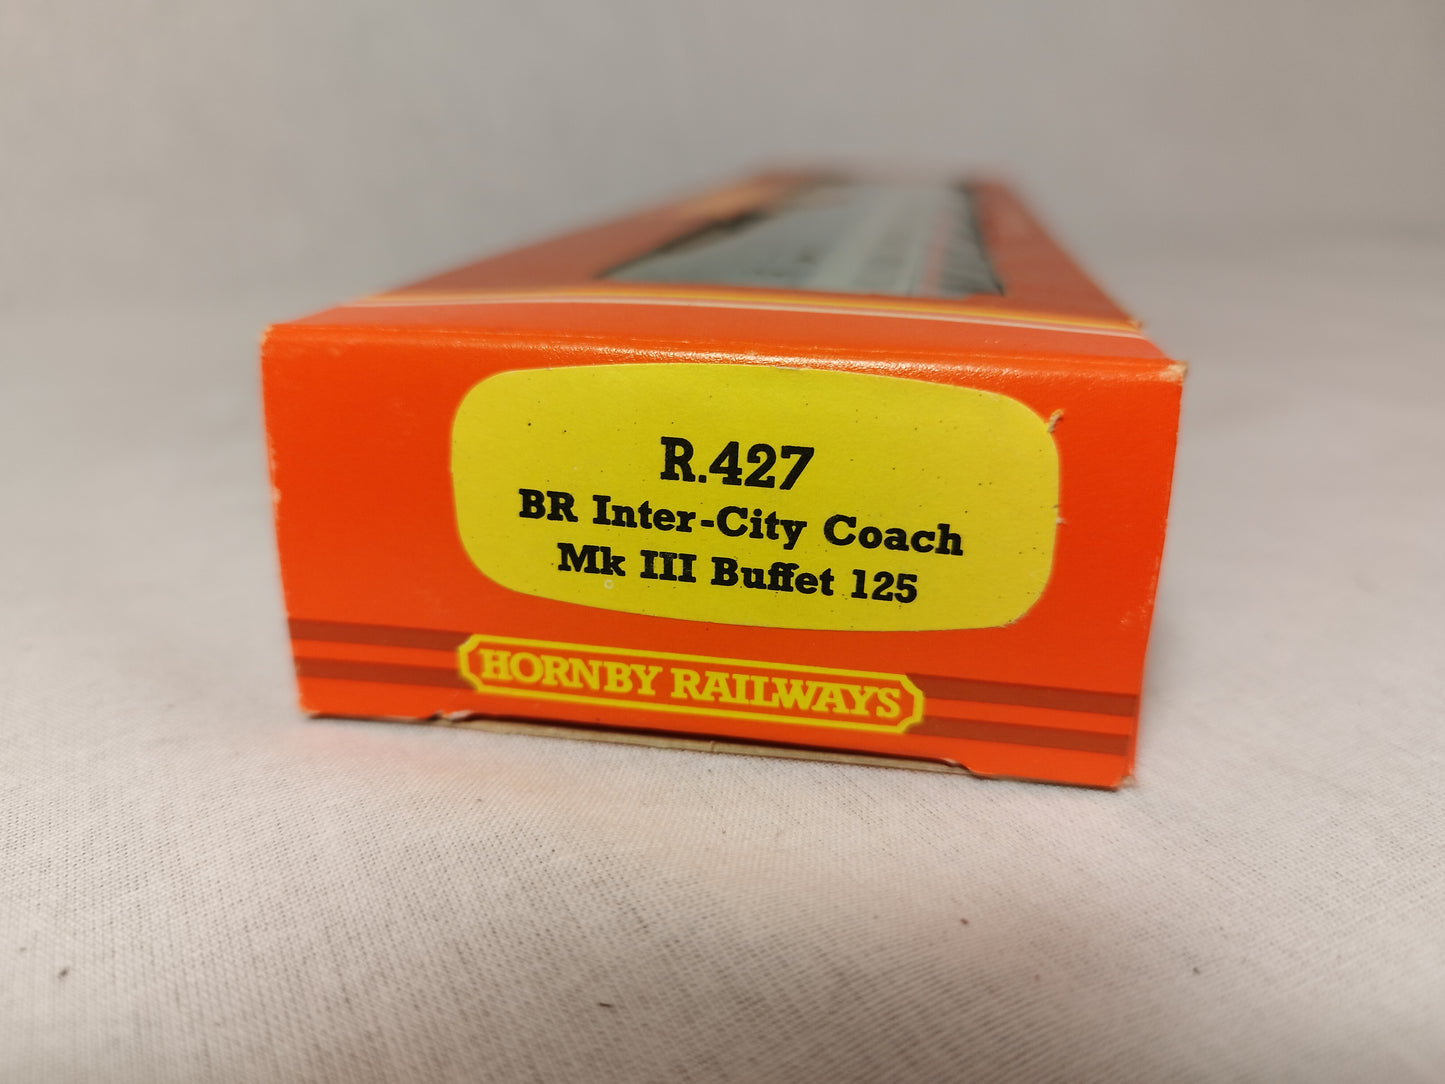 R.427
BR Inter-City Coach
Mk III Buffet 125
HORNBY RAILWAYS